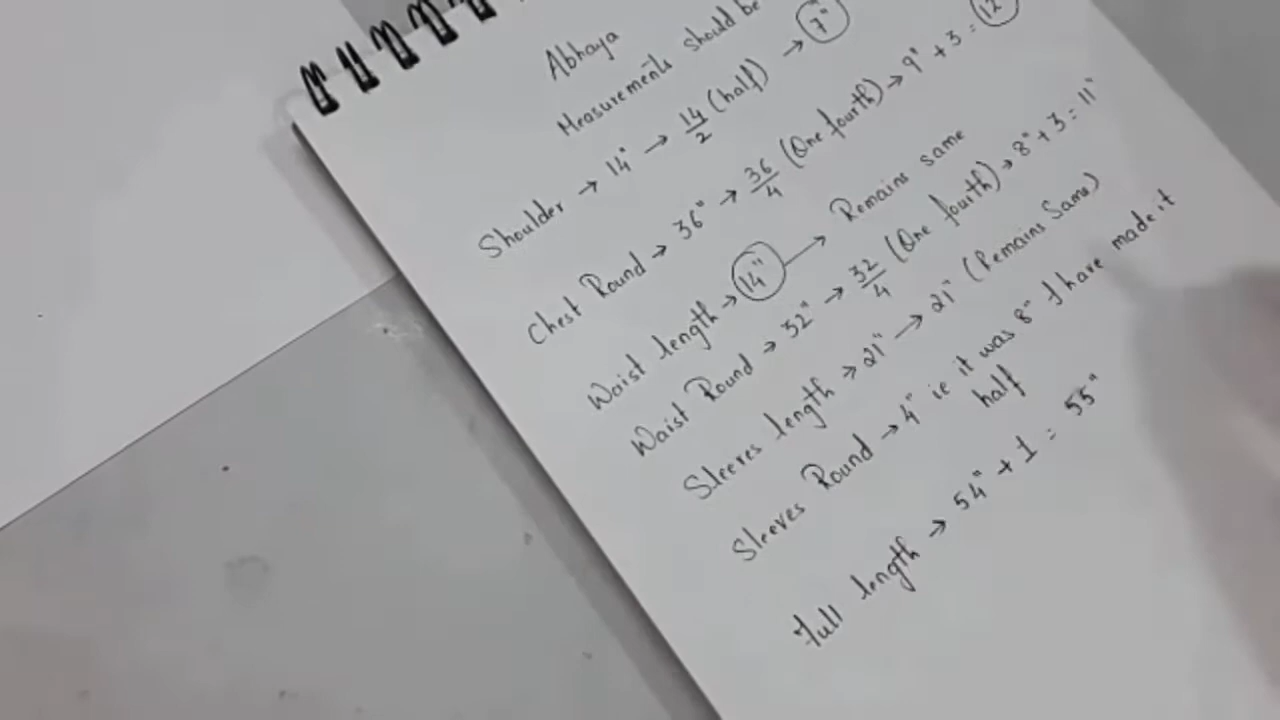 Abhaya
Measurements should be
Shoulder → 14" → 14/2 (half) → 7"
Chest Round → 36" → 36/4 (One fourth) → 9" + 3 = 12
Waist length → 14" → Remains same
Waist Round → 32" → 32/4 (One fourth) → 8" + 3 = 11"
Sleeves length → 21" → 21" (Remains Same)
Sleeves Round → 4" ie it was 8" I have made it
half
Full length → 54" + 1 = 55"